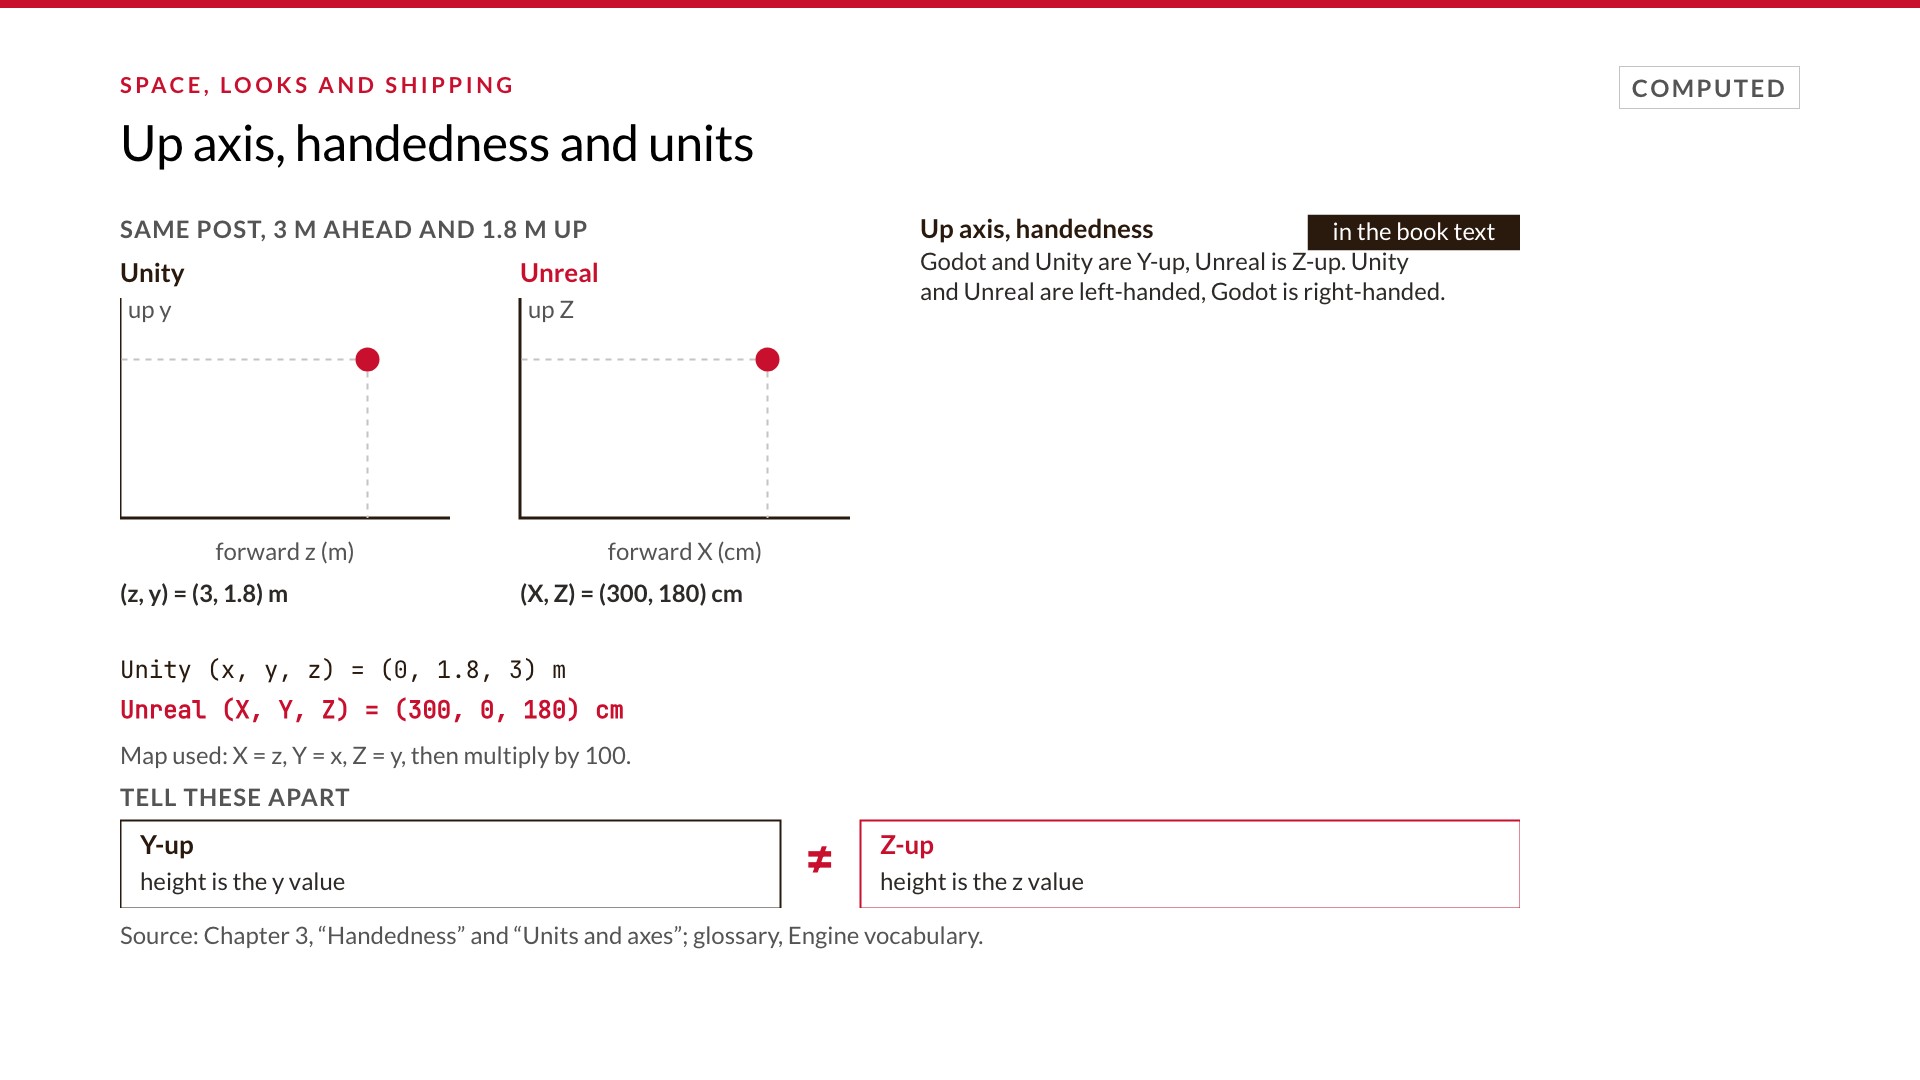 SPACE, LOOKS AND SHIPPING
COMPUTED
Up axis, handedness and units
SAME POST, 3 M AHEAD AND 1.8 M UP
Unity
up y
forward z (m)
(z, y) = (3, 1.8) m
Unreal
up Z
forward X (cm)
(X, Z) = (300, 180) cm
Up axis, handedness
in the book text
Godot and Unity are Y-up, Unreal is Z-up. Unity
and Unreal are left-handed, Godot is right-handed.
Unity (x, y, z) = (0, 1.8, 3) m
Unreal (X, Y, Z) = (300, 0, 180) cm
Map used: X = z, Y = x, Z = y, then multiply by 100.
TELL THESE APART
Y-up
height is the y value
≠
Z-up
height is the z value
Source: Chapter 3, “Handedness” and “Units and axes”; glossary, Engine vocabulary.